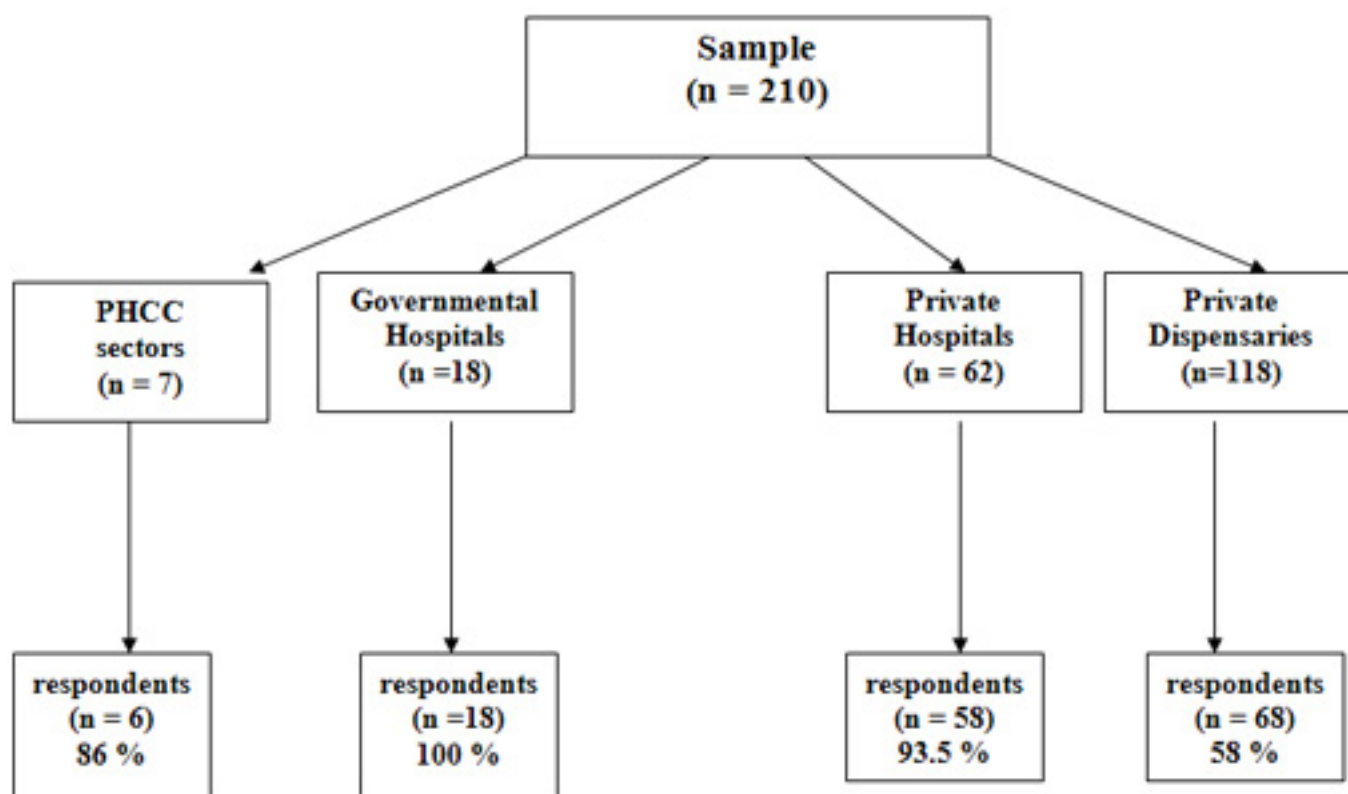 Sample
(n = 210)
PHCC
sectors
(n = 7)
Governmental
Hospitals
(n =18)
Private
Hospitals
(n = 62)
Private
Dispensaries
(n=118)
respondents
(n = 6)
86 %
respondents
(n =18)
100 %
respondents
(n = 58)
93.5 %
respondents
(n = 68)
58 %